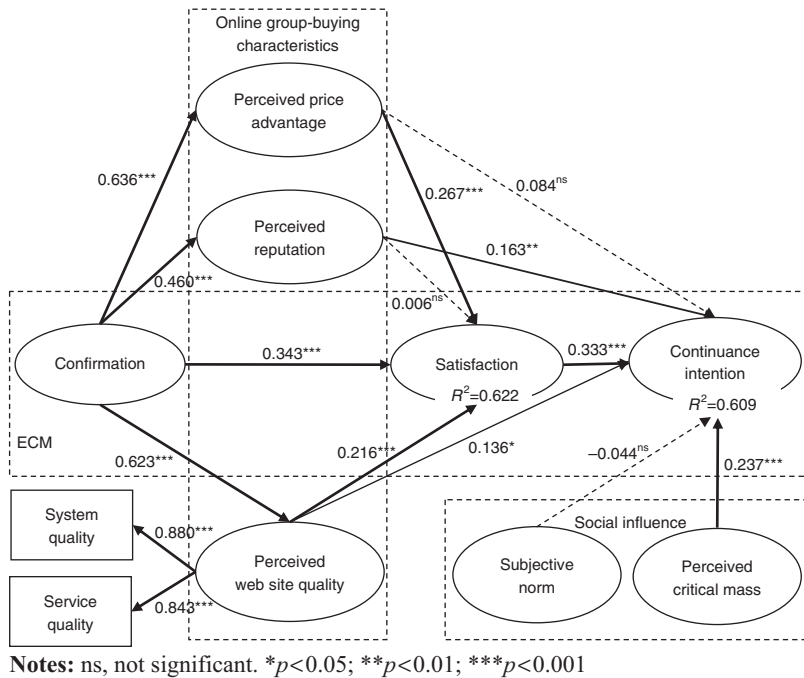 Online group-buying
characteristics
Perceived price
advantage
0.636***
0.267***
0.084ns
Perceived
reputation
0.163**
0.460***
0.006ns
Confirmation
0.343***
Satisfaction
R²=0.622
0.333***
Continuance
intention
R²=0.609
ECM
0.623***
0.216***
0.136*
–0.044ns
0.237***
System
quality
0.880***
Perceived
web site quality
Service
quality
0.843***
Social influence
Subjective
norm
Perceived
critical mass
Notes: ns, not significant. *p<0.05; **p<0.01; ***p<0.001